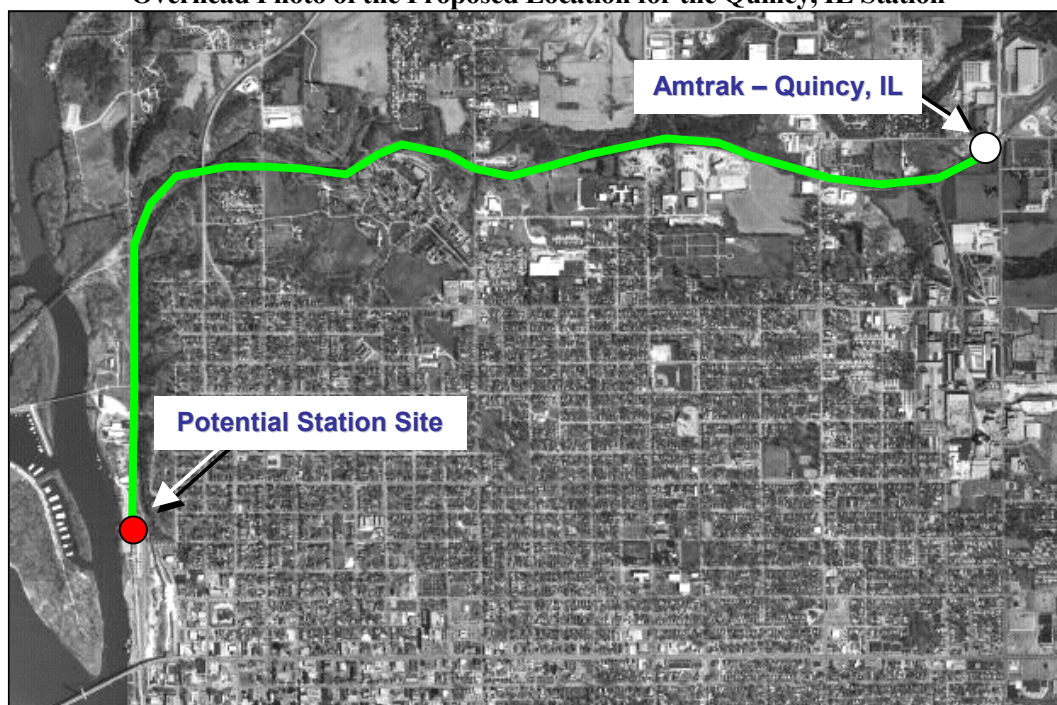 Overhead Photo of the Proposed Location for the Quincy, IL Station
Amtrak – Quincy, IL
Potential Station Site